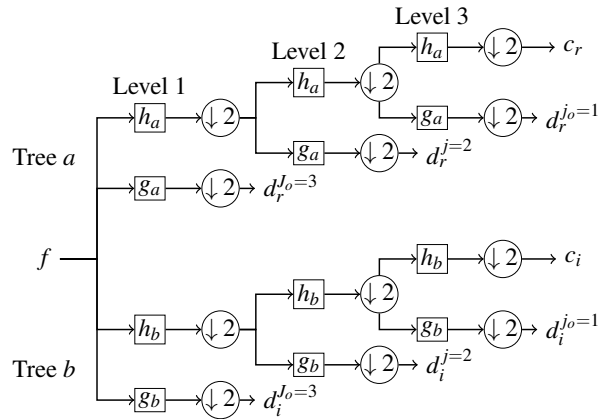 Level 3
h_a ↓ 2 c_r
Level 2
h_a ↓ 2
Level 1
g_a ↓ 2 d_r^{j_o=1}
h_a ↓ 2
g_a ↓ 2 d_r^{j=2}
Tree a
g_a ↓ 2 d_r^{J_o=3}
f
h_b ↓ 2 c_i
h_b ↓ 2
h_b ↓ 2
g_b ↓ 2 d_i^{j_o=1}
g_b ↓ 2 d_i^{j=2}
Tree b
g_b ↓ 2 d_i^{J_o=3}